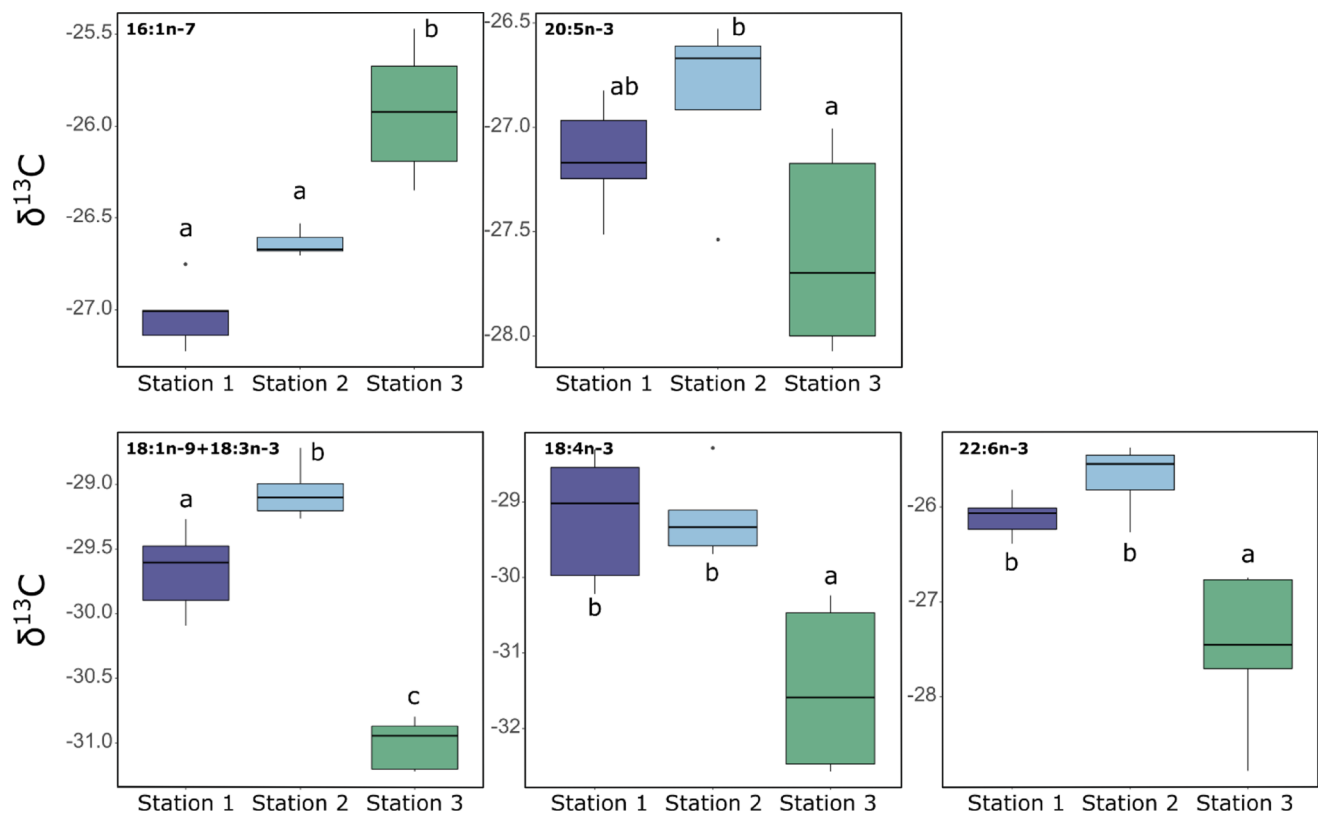 16:1n-7
δ13C
-25.5
-26.0
-26.5
-27.0
a
a
b
Station 1 Station 2 Station 3
20:5n-3
-26.5
-27.0
-27.5
-28.0
ab
b
a
Station 1 Station 2 Station 3
18:1n-9+18:3n-3
δ13C
-29.0
-29.5
-30.0
-30.5
-31.0
a
b
c
Station 1 Station 2 Station 3
18:4n-3
-29
-30
-31
-32
b
b
a
Station 1 Station 2 Station 3
22:6n-3
-26
-27
-28
b
b
a
Station 1 Station 2 Station 3